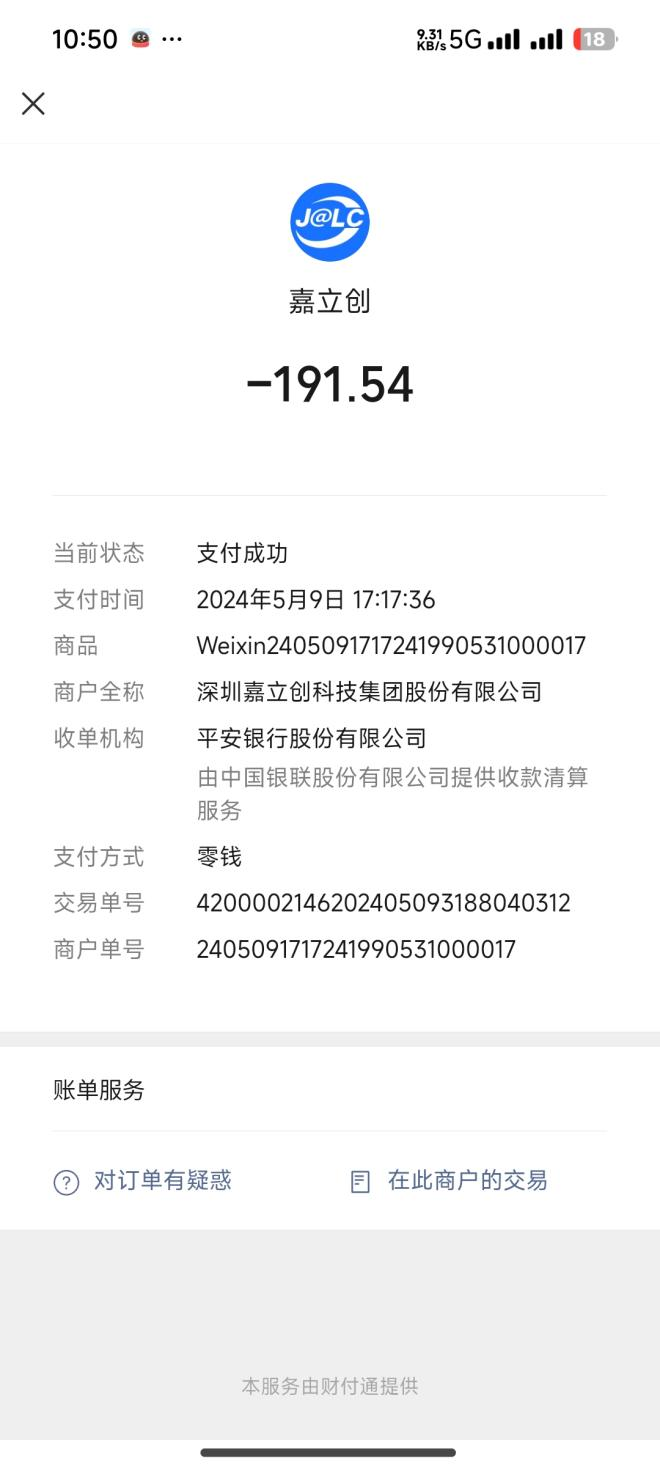 10:50 ··· 9.31 KB/s 5G 18
J@LC
嘉立创
-191.54
当前状态 支付成功
支付时间 2024年5月9日 17:17:36
商品 Weixin2405091717241990531000017
商户全称 深圳嘉立创科技集团股份有限公司
收单机构 平安银行股份有限公司
由中国银联股份有限公司提供收款清算
服务
支付方式 零钱
交易单号 4200002146202405093188040312
商户单号 2405091717241990531000017
账单服务
对订单有疑惑 在此商户的交易
本服务由财付通提供